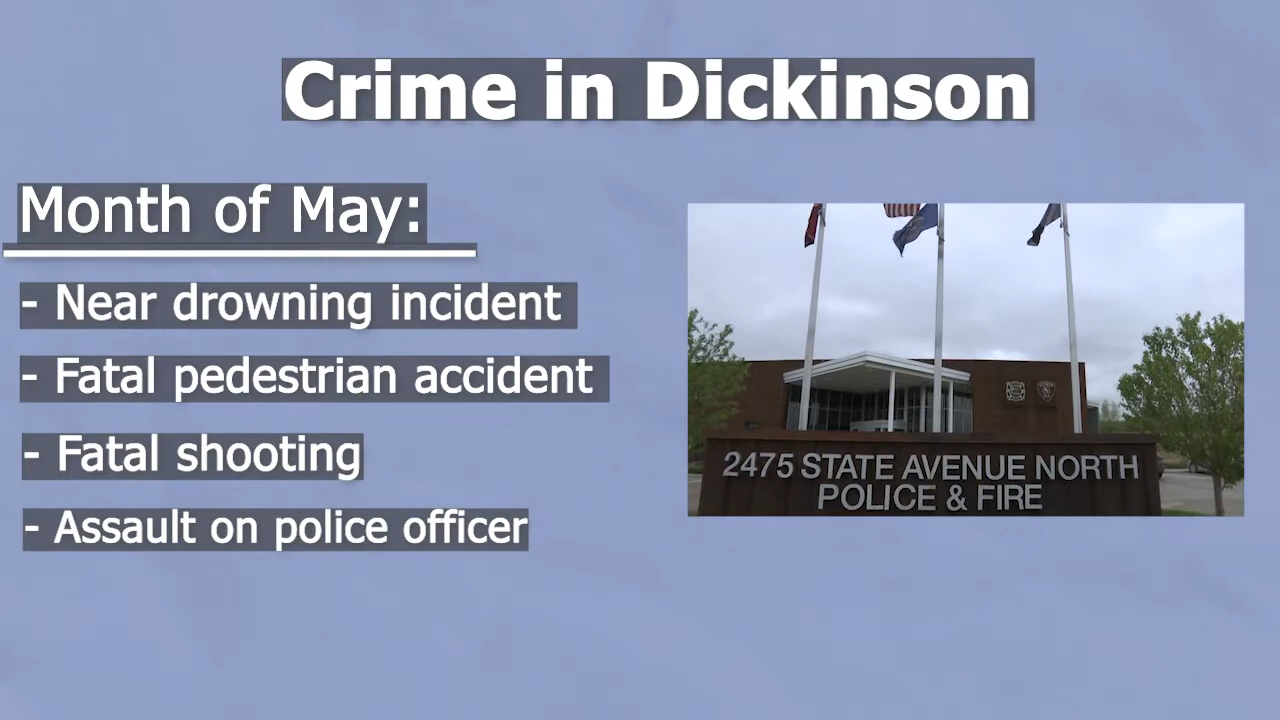 Crime in Dickinson
Month of May:
- Near drowning incident
- Fatal pedestrian accident
- Fatal shooting
- Assault on police officer
2475 STATE AVENUE NORTH
POLICE & FIRE